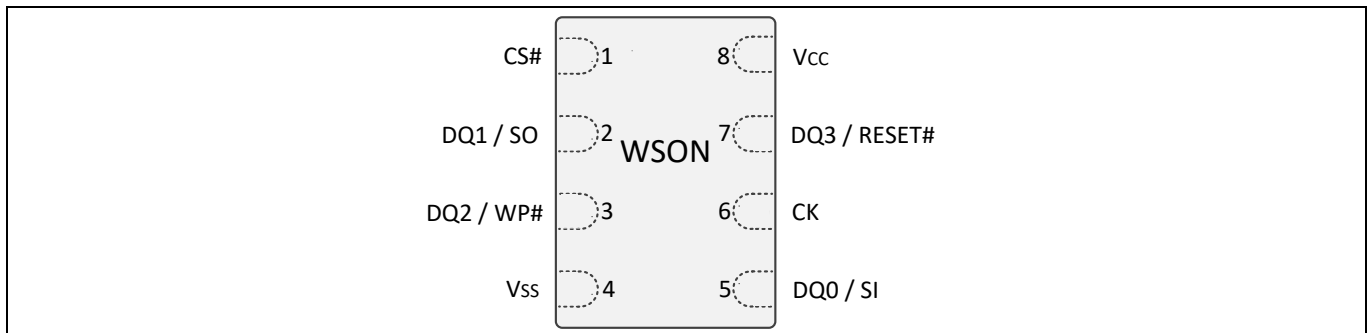 CS# 1 8 Vcc
DQ1 / SO 2 7 DQ3 / RESET#
WSON
DQ2 / WP# 3 6 CK
Vss 4 5 DQ0 / SI